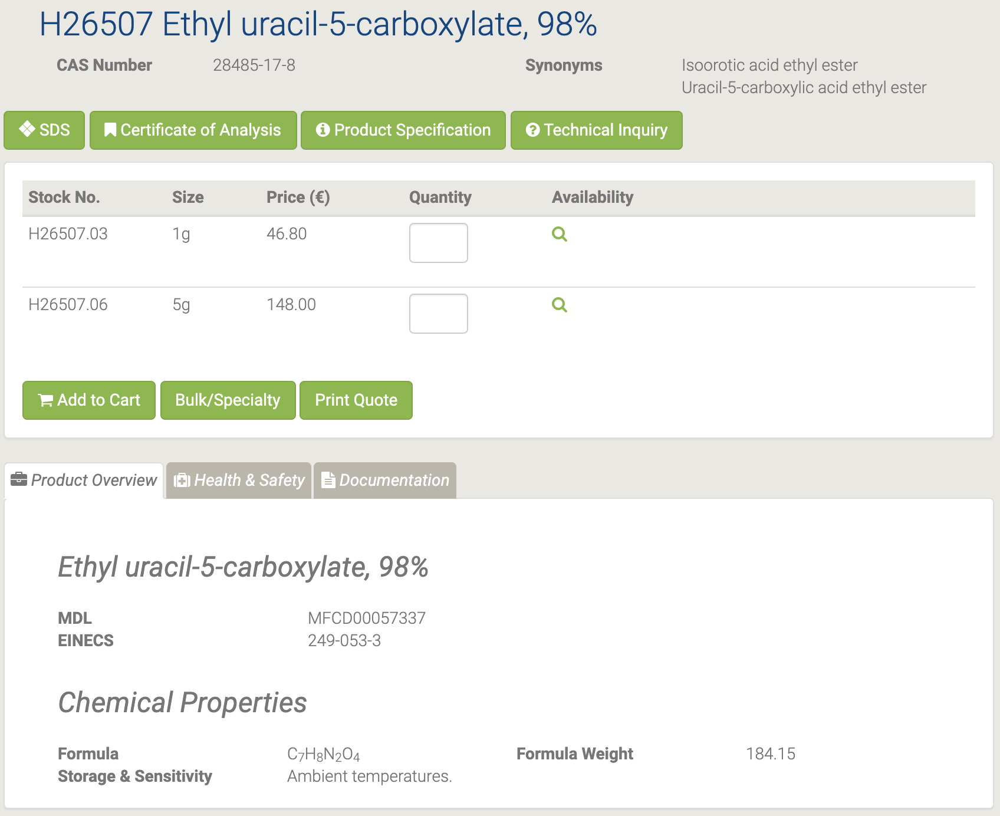 H26507 Ethyl uracil-5-carboxylate, 98%
CAS Number 28485-17-8 Synonyms Isoorotic acid ethyl ester
Uracil-5-carboxylic acid ethyl ester
SDS Certificate of Analysis Product Specification Technical Inquiry
Stock No. Size Price (€) Quantity Availability
H26507.03 1g 46.80
H26507.06 5g 148.00
Add to Cart Bulk/Specialty Print Quote
Product Overview Health & Safety Documentation
Ethyl uracil-5-carboxylate, 98%
MDL MFCD00057337
EINECS 249-053-3
Chemical Properties
Formula C₇H₈N₂O₄ Formula Weight 184.15
Storage & Sensitivity Ambient temperatures.